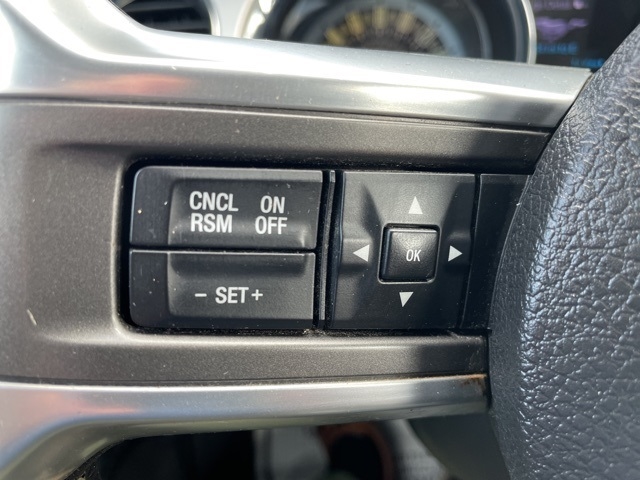 CNCL ON
RSM OFF
- SET +
OK